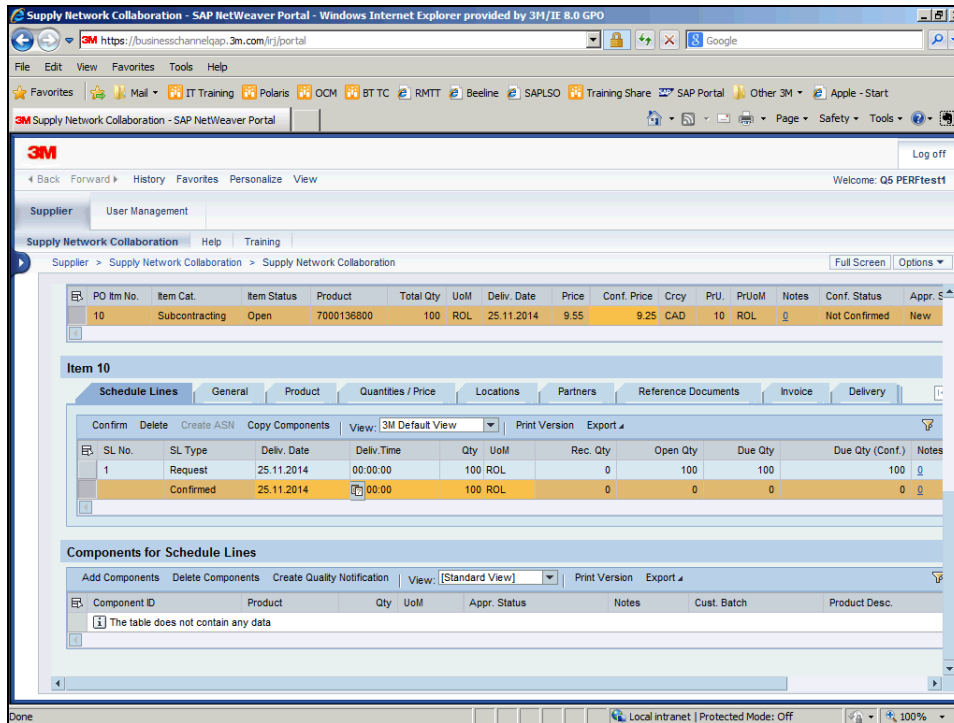 Supply Network Collaboration - SAP NetWeaver Portal - Windows Internet Explorer provided by 3M/IE 8.0 GPO
3M https://businesschannelqap.3m.com/irj/portal Google
File Edit View Favorites Tools Help
Favorites Mail IT Training Polaris OCM BT TC RMTT Beeline SAPLSO Training Share SAP Portal Other 3M Apple - Start
3M Supply Network Collaboration - SAP NetWeaver Portal Page Safety Tools
3M Log off
Back Forward History Favorites Personalize View Welcome: Q5 PERFtest1
Supplier User Management
Supply Network Collaboration Help Training
Supplier > Supply Network Collaboration > Supply Network Collaboration Full Screen Options
PO Itm No. Item Cat. Item Status Product Total Qty UoM Deliv. Date Price Conf. Price Crcy PrU. PrUoM Notes Conf. Status Appr. S
10 Subcontracting Open 7000136800 100 ROL 25.11.2014 9.55 9.25 CAD 10 ROL 0 Not Confirmed New
Item 10
Schedule Lines General Product Quantities / Price Locations Partners Reference Documents Invoice Delivery
Confirm Delete Create ASN Copy Components View: 3M Default View Print Version Export
SL No. SL Type Deliv. Date Deliv.Time Qty UoM Rec. Qty Open Qty Due Qty Due Qty (Conf.) Notes
1 Request 25.11.2014 00:00:00 100 ROL 0 100 100 100 0
Confirmed 25.11.2014 00:00 100 ROL 0 0 0 0 0
Components for Schedule Lines
Add Components Delete Components Create Quality Notification View: [Standard View] Print Version Export
Component ID Product Qty UoM Appr. Status Notes Cust. Batch Product Desc.
The table does not contain any data
Done Local intranet | Protected Mode: Off 100%